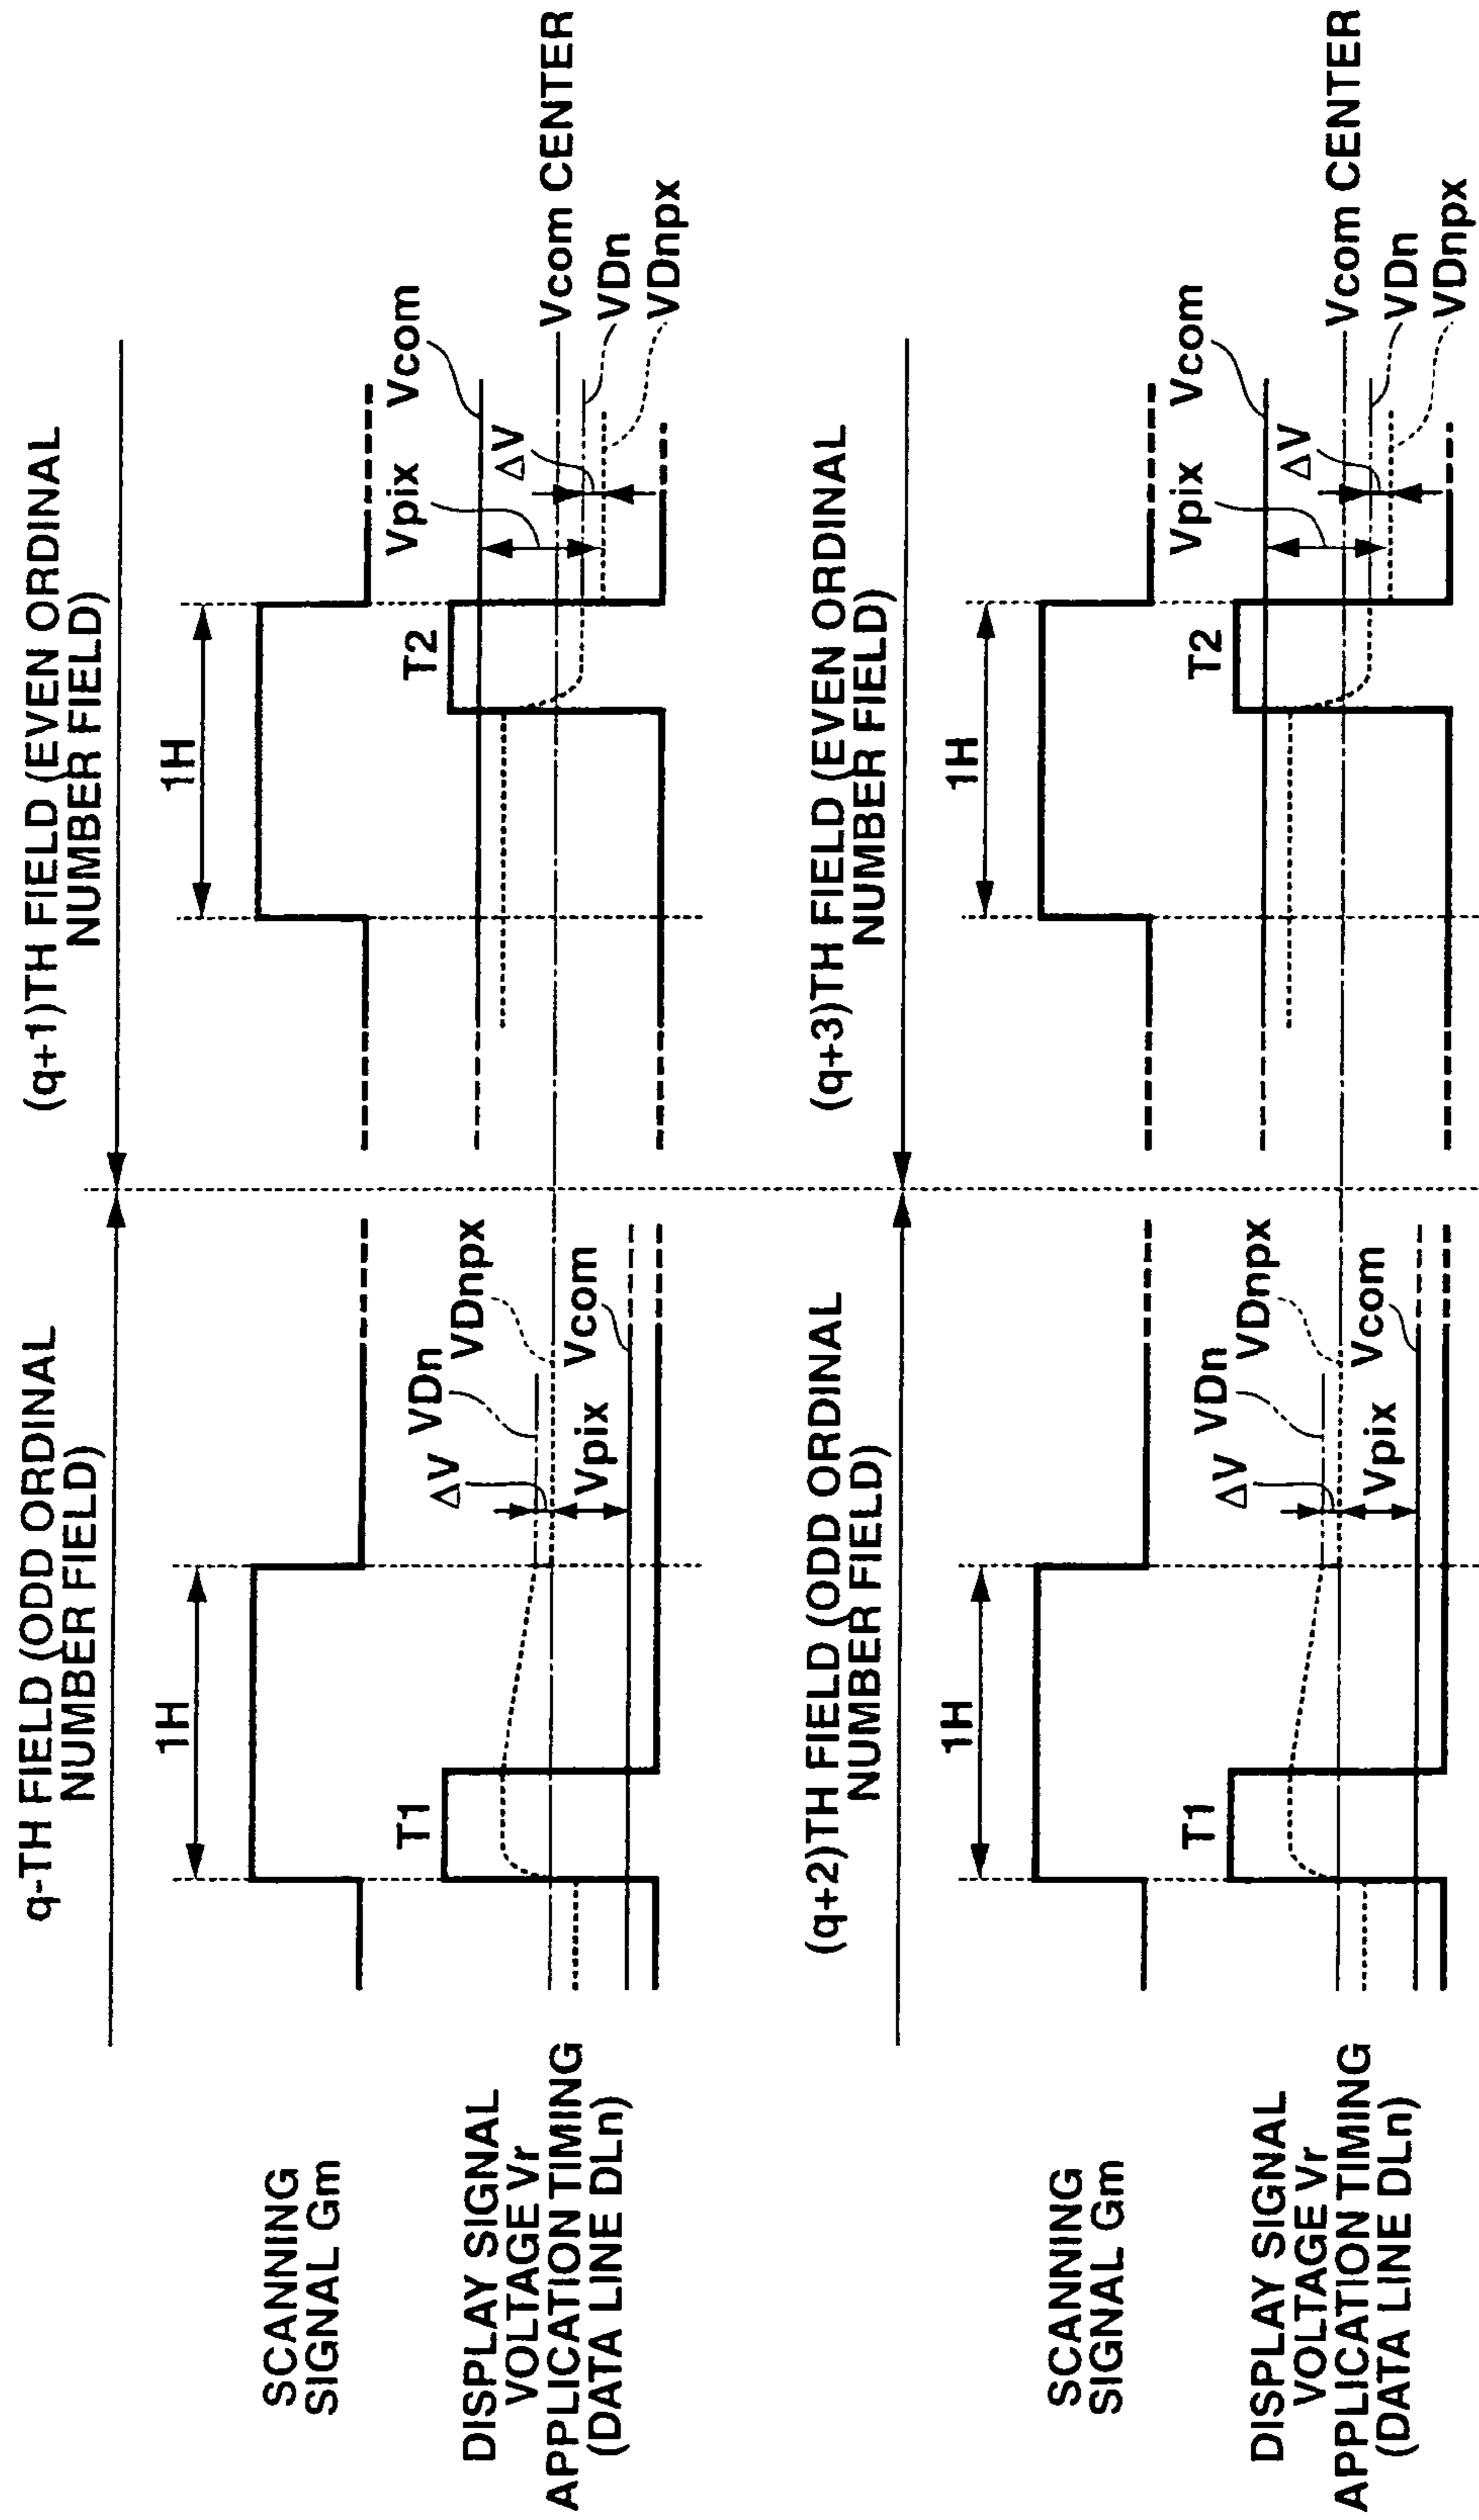 q-TH FIELD (ODD ORDINAL
NUMBER FIELD)
(q+1)TH FIELD (EVEN ORDINAL
NUMBER FIELD)
1H
1H
SCANNING
SIGNAL Gm
T1
ΔV
VDn
VDnpx
Vpix
Vcom
T2
Vpix
Vcom
ΔV
Vcom CENTER
VDn
VDnpx
DISPLAY SIGNAL
VOLTAGE Vr
APPLICATION TIMING
(DATA LINE DLn)
(q+2)TH FIELD (ODD ORDINAL
NUMBER FIELD)
(q+3)TH FIELD (EVEN ORDINAL
NUMBER FIELD)
1H
1H
SCANNING
SIGNAL Gm
T1
ΔV
VDn
VDnpx
Vpix
Vcom
T2
Vpix
Vcom
ΔV
Vcom CENTER
VDn
VDnpx
DISPLAY SIGNAL
VOLTAGE Vr
APPLICATION TIMING
(DATA LINE DLn)